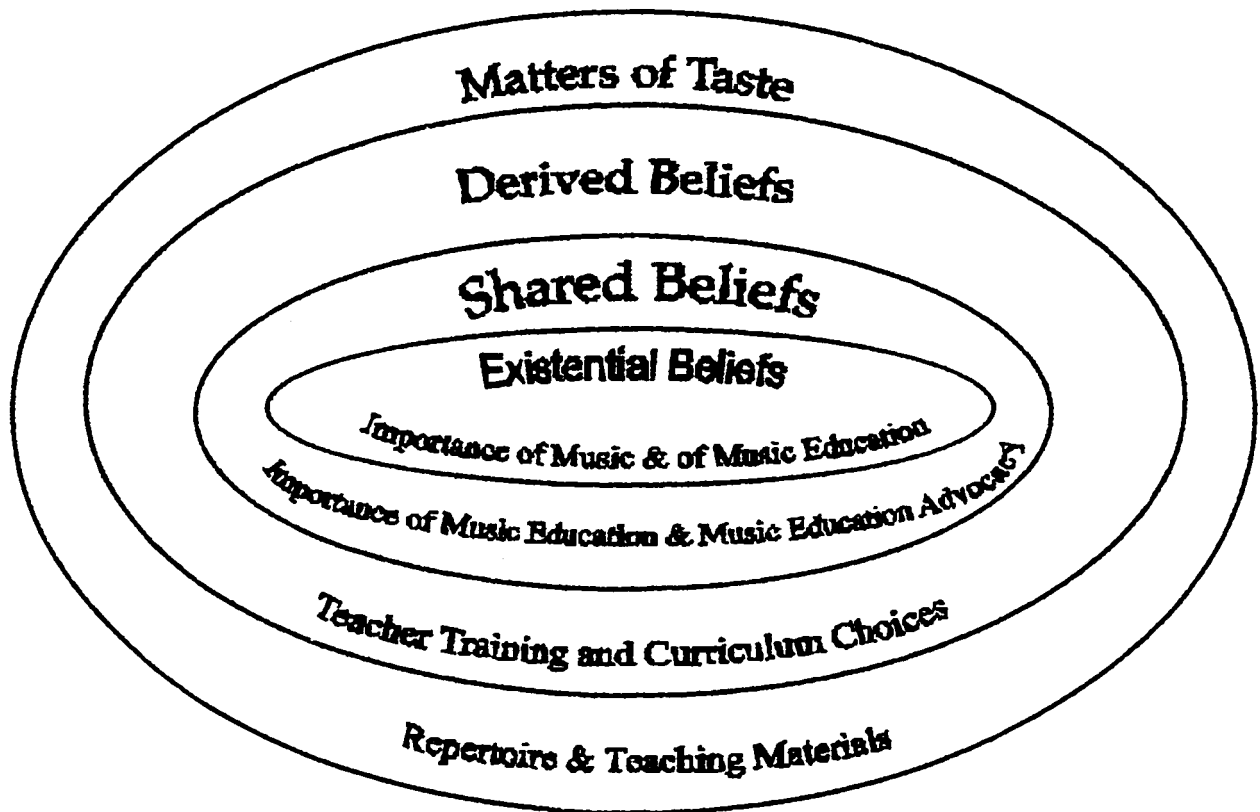 Matters of Taste
Derived Beliefs
Shared Beliefs
Existential Beliefs
Importance of Music & of Music Education
Importance of Music Education & Music Education Advocacy
Teacher Training and Curriculum Choices
Repertoire & Teaching Materials